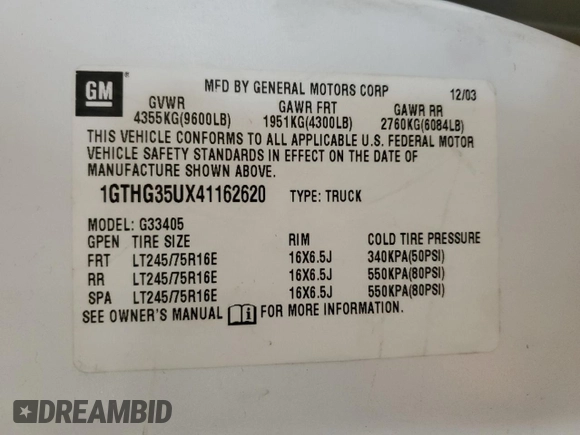 GM
MFD BY GENERAL MOTORS CORP 12/03
GVWR GAWR FRT GAWR RR
4355KG(9600LB) 1951KG(4300LB) 2760KG(6084LB)
THIS VEHICLE CONFORMS TO ALL APPLICABLE U.S. FEDERAL MOTOR
VEHICLE SAFETY STANDARDS IN EFFECT ON THE DATE OF
MANUFACTURE SHOWN ABOVE.
1GTHG35UX41162620 TYPE: TRUCK
MODEL: G33405
GPEN TIRE SIZE RIM COLD TIRE PRESSURE
FRT LT245/75R16E 16X6.5J 340KPA(50PSI)
RR LT245/75R16E 16X6.5J 550KPA(80PSI)
SPA LT245/75R16E 16X6.5J 550KPA(80PSI)
SEE OWNER'S MANUAL i FOR MORE INFORMATION.
DREAMBID